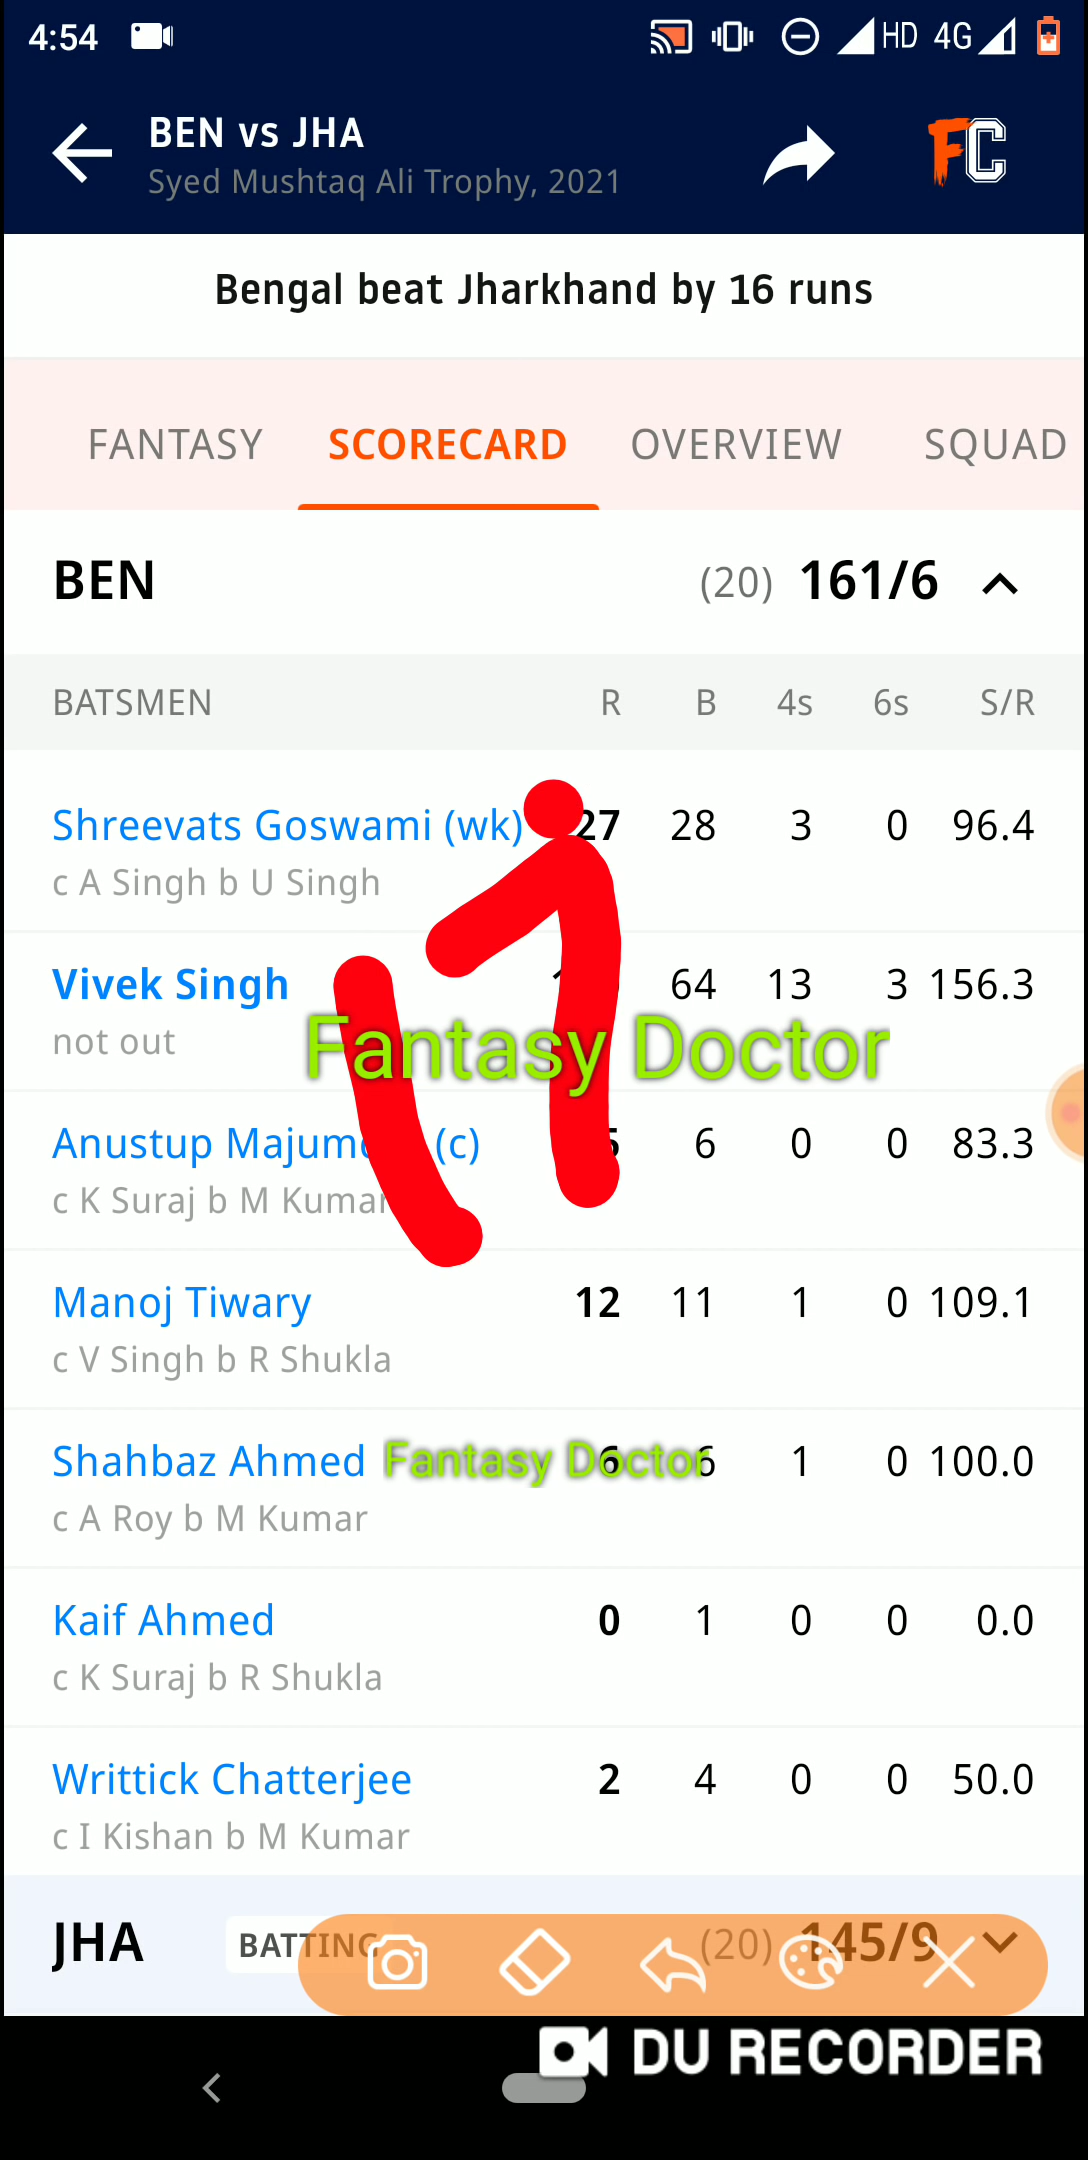 4:54 HD 4G
BEN vs JHA
Syed Mushtaq Ali Trophy, 2021
FC
Bengal beat Jharkhand by 16 runs
FANTASY SCORECARD OVERVIEW SQUAD
BEN (20) 161/6
BATSMEN R B 4s 6s S/R
Shreevats Goswami (wk) 27 28 3 0 96.4
c A Singh b U Singh
Vivek Singh 64 13 3 156.3
not out
Fantasy Doctor
Anustup (c) 6 0 0 83.3
c K Suraj b M Kumar
Manoj Tiwary 12 11 1 0 109.1
c V Singh b R Shukla
Shahbaz Ahmed Fantasy Doctor 6 6 1 0 100.0
c A Roy b M Kumar
Kaif Ahmed 0 1 0 0 0.0
c K Suraj b R Shukla
Writtick Chatterjee 2 4 0 0 50.0
c I Kishan b M Kumar
JHA BATTING (20) 145/9
DU RECORDER